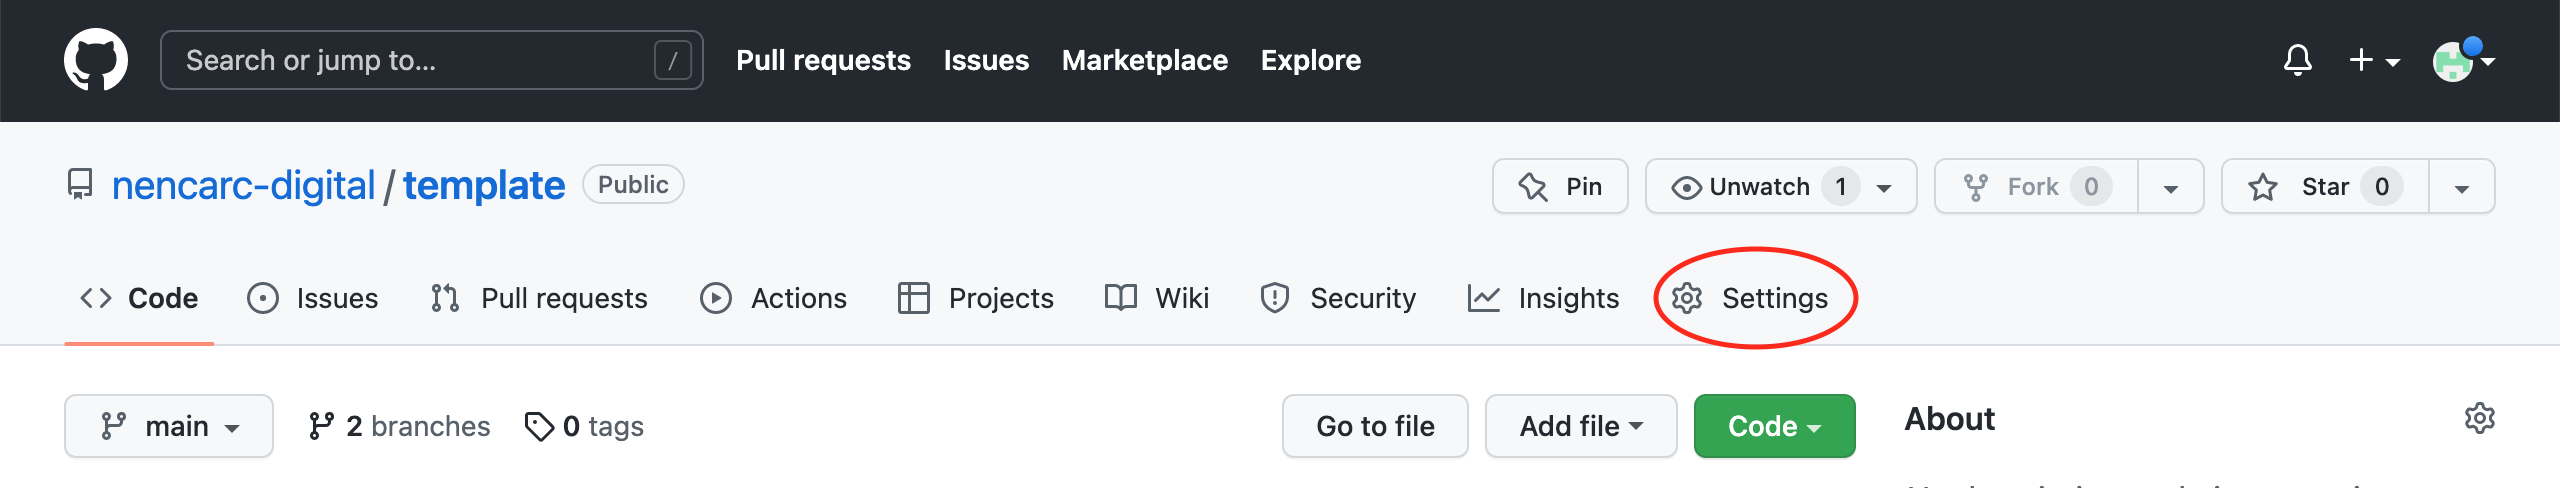 Search or jump to... / Pull requests Issues Marketplace Explore
nencarc-digital / template Public Pin Unwatch 1 Fork 0 Star 0
Code Issues Pull requests Actions Projects Wiki Security Insights Settings
main 2 branches 0 tags Go to file Add file Code About